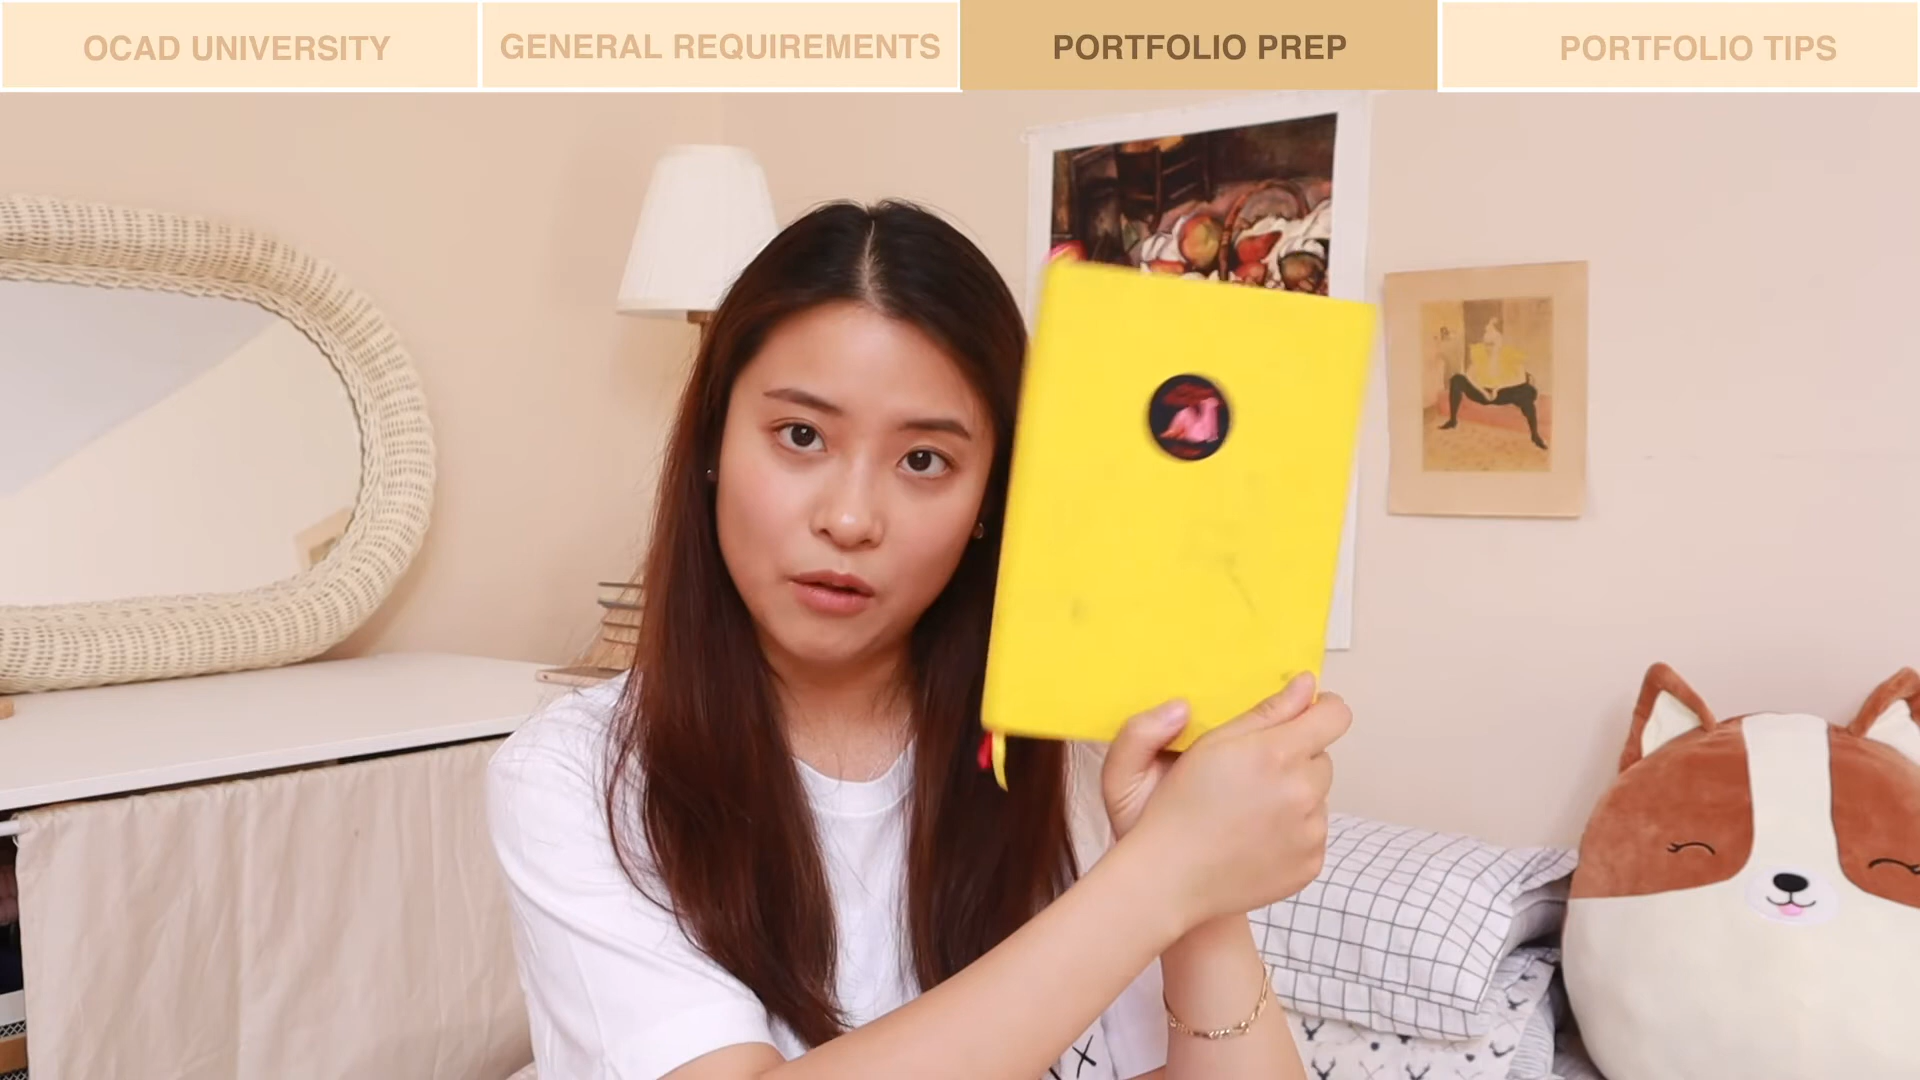 OCAD UNIVERSITY
GENERAL REQUIREMENTS
PORTFOLIO PREP
PORTFOLIO TIPS